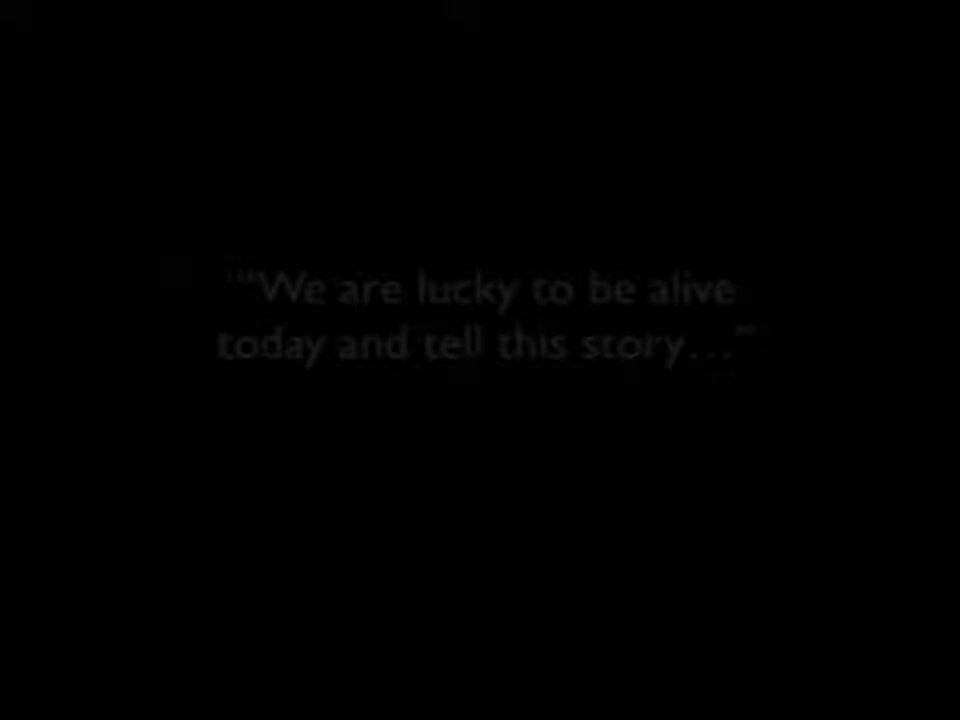 "“We are lucky to be alive
today and tell this story…”